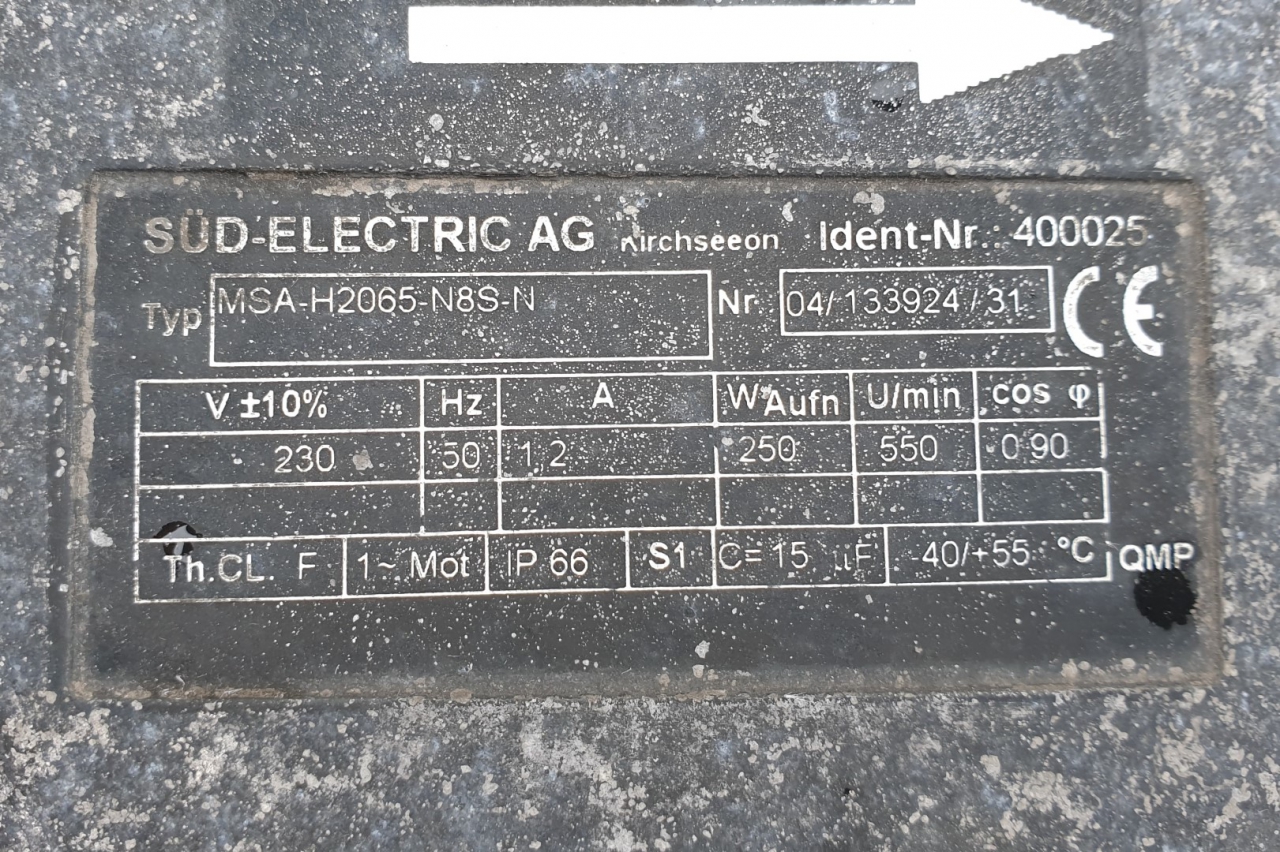 SÜD-ELECTRIC AG Kirchseeon Ident-Nr.: 400025
Typ MSA-H2065-N8S-N Nr 04/133924/31 CE
V ±10% Hz A W Aufn U/min cos φ
230 50 1,2 250 550 0,90
Th.CL. F 1~ Mot IP 66 S1 C= 15 µF -40/+55 °C QMP